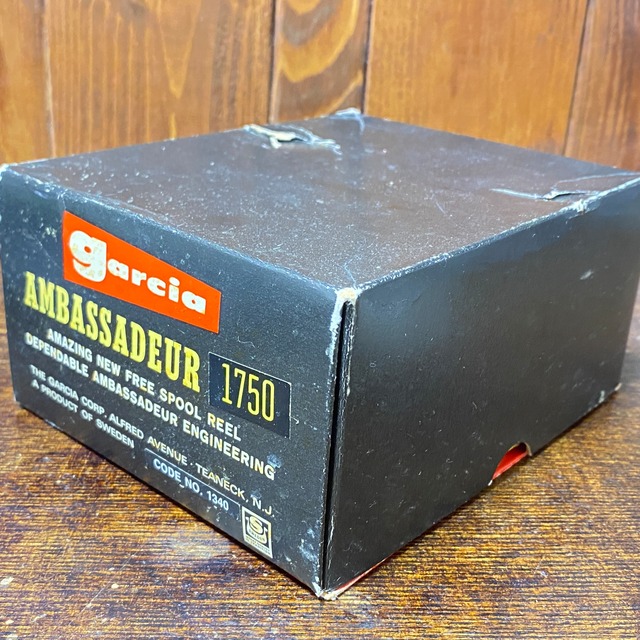 garcia
AMBASSADEUR 1750
AMAZING NEW FREE SPOOL REEL
DEPENDABLE AMBASSADEUR ENGINEERING
THE GARCIA CORP. ALFRED AVENUE - TEANECK, N.J.
A PRODUCT OF SWEDEN
CODE NO. 1340
S